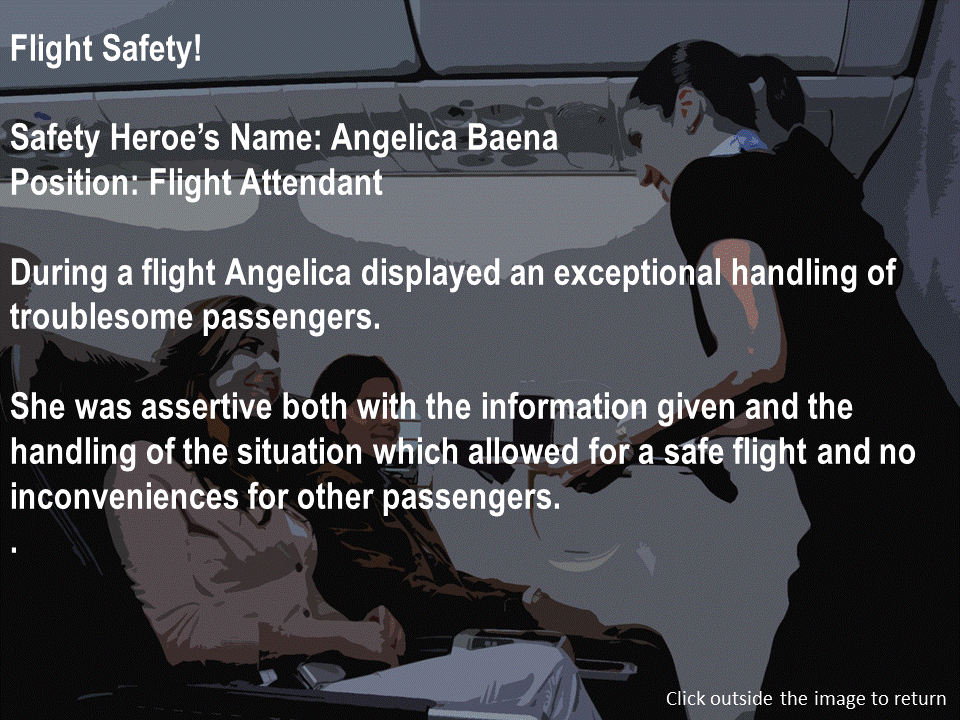 Flight Safety!
Safety Heroe’s Name: Angelica Baena
Position: Flight Attendant
During a flight Angelica displayed an exceptional handling of
troublesome passengers.
She was assertive both with the information given and the
handling of the situation which allowed for a safe flight and no
inconveniences for other passengers.
.
Click outside the image to return